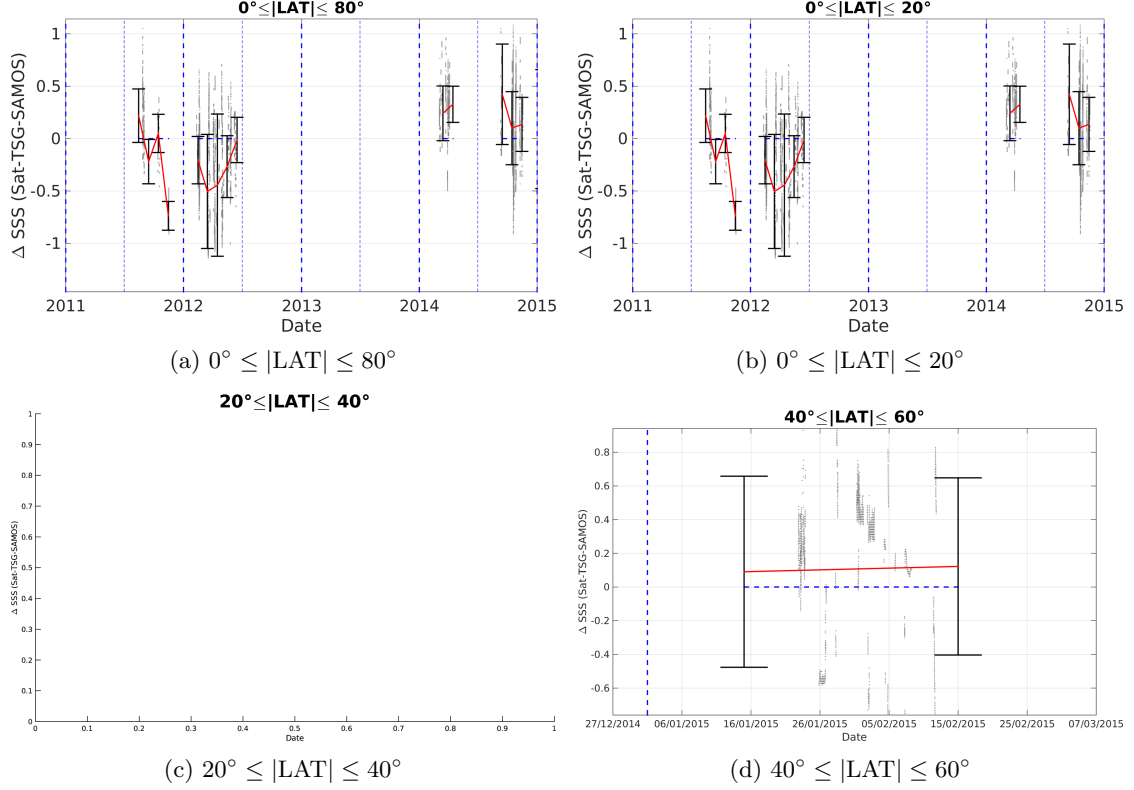 0°≤|LAT|≤ 80°
1
0.5
0
-0.5
-1
Δ SSS (Sat-TSG-SAMOS)
2011 2012 2013 2014 2015
Date
(a) 0° ≤ |LAT| ≤ 80°
0°≤|LAT|≤ 20°
1
0.5
0
-0.5
-1
Δ SSS (Sat-TSG-SAMOS)
2011 2012 2013 2014 2015
Date
(b) 0° ≤ |LAT| ≤ 20°
20°≤|LAT|≤ 40°
1
0.9
0.8
0.7
0.6
0.5
0.4
0.3
0.2
0.1
0
Δ SSS (Sat-TSG-SAMOS)
0 0.1 0.2 0.3 0.4 0.5 0.6 0.7 0.8 0.9 1
Date
(c) 20° ≤ |LAT| ≤ 40°
40°≤|LAT|≤ 60°
0.8
0.6
0.4
0.2
0
-0.2
-0.4
-0.6
Δ SSS (Sat-TSG-SAMOS)
27/12/2014 06/01/2015 16/01/2015 26/01/2015 05/02/2015 15/02/2015 25/02/2015 07/03/2015
Date
(d) 40° ≤ |LAT| ≤ 60°